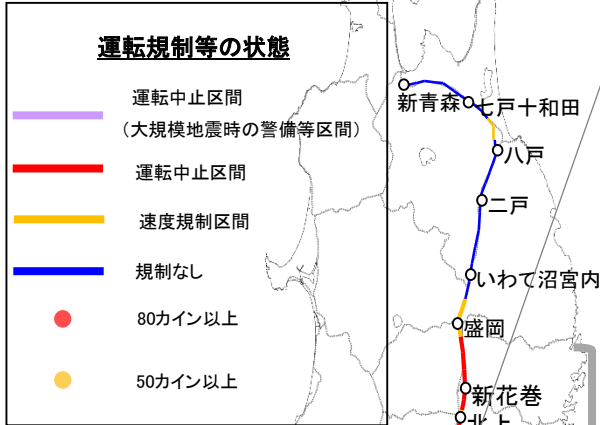 運転規制等の状態
運転中止区間
（大規模地震時の警備等区間）
運転中止区間
速度規制区間
規制なし
80カイン以上
50カイン以上
新青森
七戸十和田
八戸
二戸
いわて沼宮内
盛岡
新花巻
北上